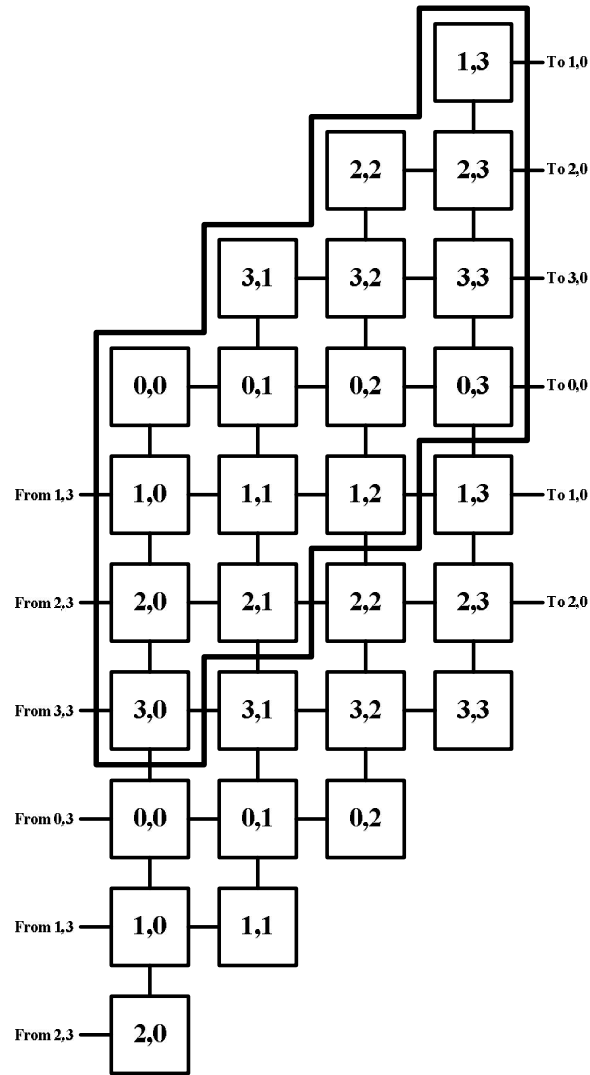 1,3 To 1,0
2,2 2,3 To 2,0
3,1 3,2 3,3 To 3,0
0,0 0,1 0,2 0,3 To 0,0
From 1,3 1,0 1,1 1,2 1,3 To 1,0
From 2,3 2,0 2,1 2,2 2,3 To 2,0
From 3,3 3,0 3,1 3,2 3,3
From 0,3 0,0 0,1 0,2
From 1,3 1,0 1,1
From 2,3 2,0